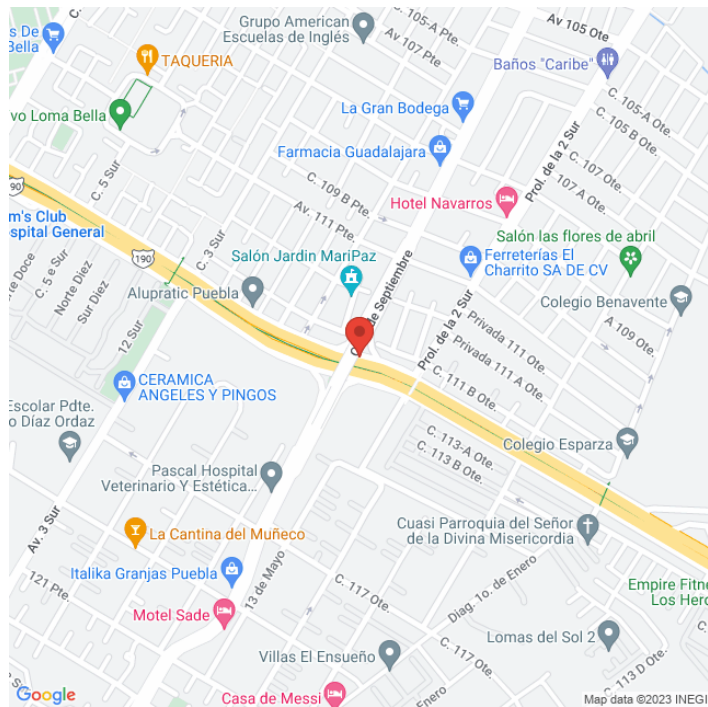 Grupo American
Escuelas de Inglés
C. 105-A Pte.
Av 107 Pte
Av 105 Ote
s De
Bella
TAQUERIA
Baños "Caribe"
C. 105-A Ote.
La Gran Bodega
vo Loma Bella
C. 105 B Ote.
Farmacia Guadalajara
C. 5 Sur
C. 107 Ote.
Prol. de la 2 Sur
C. 109 B Pte.
107 A Ote.
90
Hotel Navarros
m's Club
ospital General
Av. 111 Pte.
Salón las flores de abril
C. 3 Sur
190
Salón Jardin MariPaz
de Septiembre
Ferreterías El
Charrito SA DE CV
Norte Doce
C. 5 e Sur
Norte Diez
Sur Diez
Alupratic Puebla
Colegio Benavente
Prol. de la 2 Sur
Privada 111 Ote.
A 109 Ote.
12 Sur
Privada 111 A Ote.
CERAMICA
ANGELES Y PINGOS
C. 111 B Ote.
Escolar Pdte.
o Díaz Ordaz
C. 113-A Ote.
C. 113 B Ote.
Colegio Esparza
Pascal Hospital
Veterinario Y Estética...
Av. 3 Sur
La Cantina del Muñeco
Cuasi Parroquia del Señor
de la Divina Misericordia
Italika Granjas Puebla
121 Pte.
13 de Mayo
C. 117 Ote.
Diag. 1o. de Enero
Empire Fitne
Los Hero
Motel Sade
Lomas del Sol 2
Villas El Ensueño
C. 117 Ote.
C. 113 D Ote.
Casa de Messi
Enero
Google
Map data ©2023 INEGI